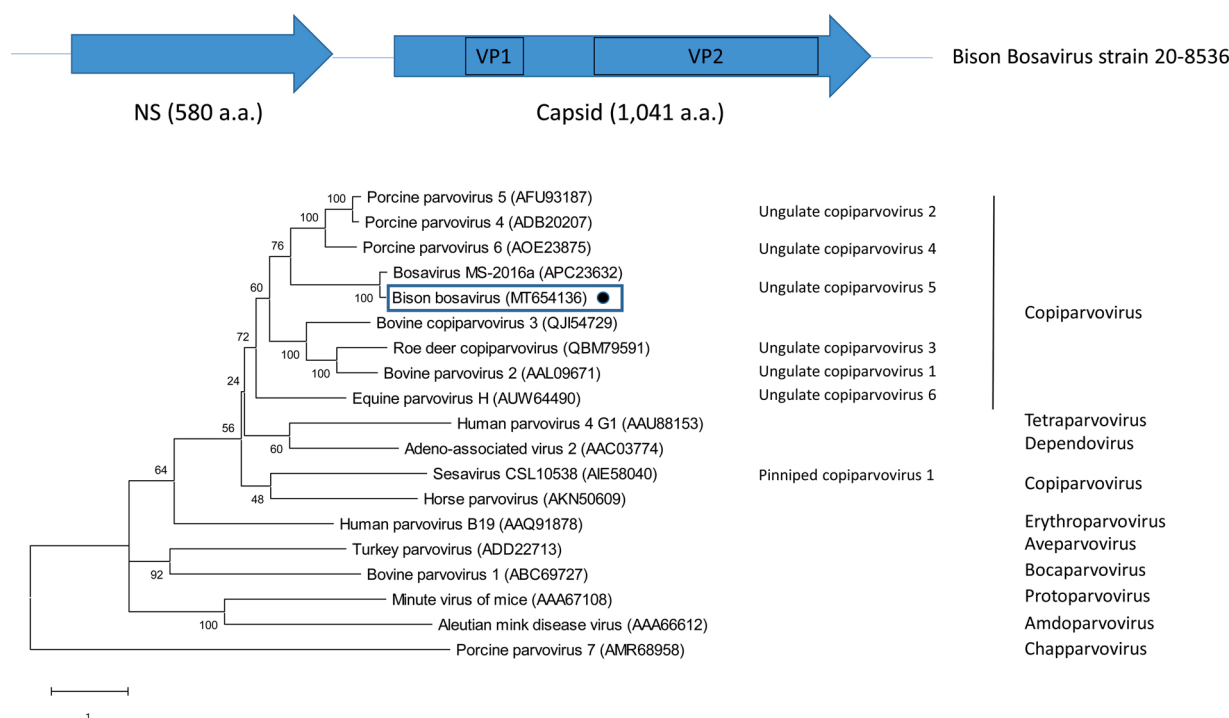 VP1 VP2 Bison Bosavirus strain 20-8536
NS (580 a.a.) Capsid (1,041 a.a.)
100 Porcine parvovirus 5 (AFU93187)
Ungulate copiparvovirus 2
100 Porcine parvovirus 4 (ADB20207)
76 Porcine parvovirus 6 (AOE23875) Ungulate copiparvovirus 4
Bosavirus MS-2016a (APC23632)
60 Ungulate copiparvovirus 5
100 Bison bosavirus (MT654136)
Copiparvovirus
Bovine copiparvovirus 3 (QJI54729)
72 100 Roe deer copiparvovirus (QBM79591) Ungulate copiparvovirus 3
100 Bovine parvovirus 2 (AAL09671) Ungulate copiparvovirus 1
24
Equine parvovirus H (AUW64490) Ungulate copiparvovirus 6
Human parvovirus 4 G1 (AAU88153) Tetraparvovirus
56 60 Adeno-associated virus 2 (AAC03774) Dependovirus
64 Sesavirus CSL10538 (AIE58040) Pinniped copiparvovirus 1
Copiparvovirus
48 Horse parvovirus (AKN50609)
Human parvovirus B19 (AAQ91878) Erythroparvovirus
Turkey parvovirus (ADD22713) Aveparvovirus
92 Bovine parvovirus 1 (ABC69727) Bocaparvovirus
Minute virus of mice (AAA67108) Protoparvovirus
100 Aleutian mink disease virus (AAA66612) Amdoparvovirus
Porcine parvovirus 7 (AMR68958) Chapparvovirus
1